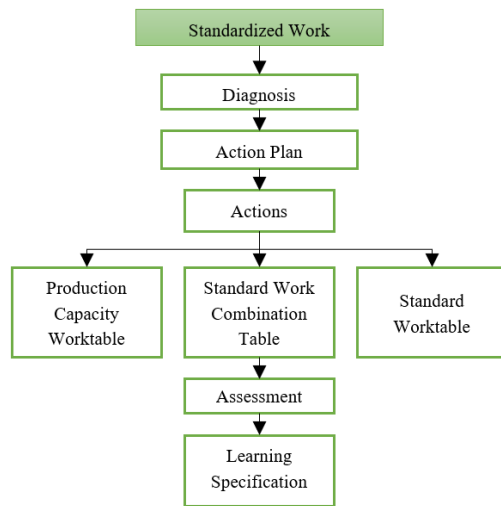 Standardized Work
Diagnosis
Action Plan
Actions
Production
Capacity
Worktable
Standard Work
Combination
Table
Standard
Worktable
Assessment
Learning
Specification